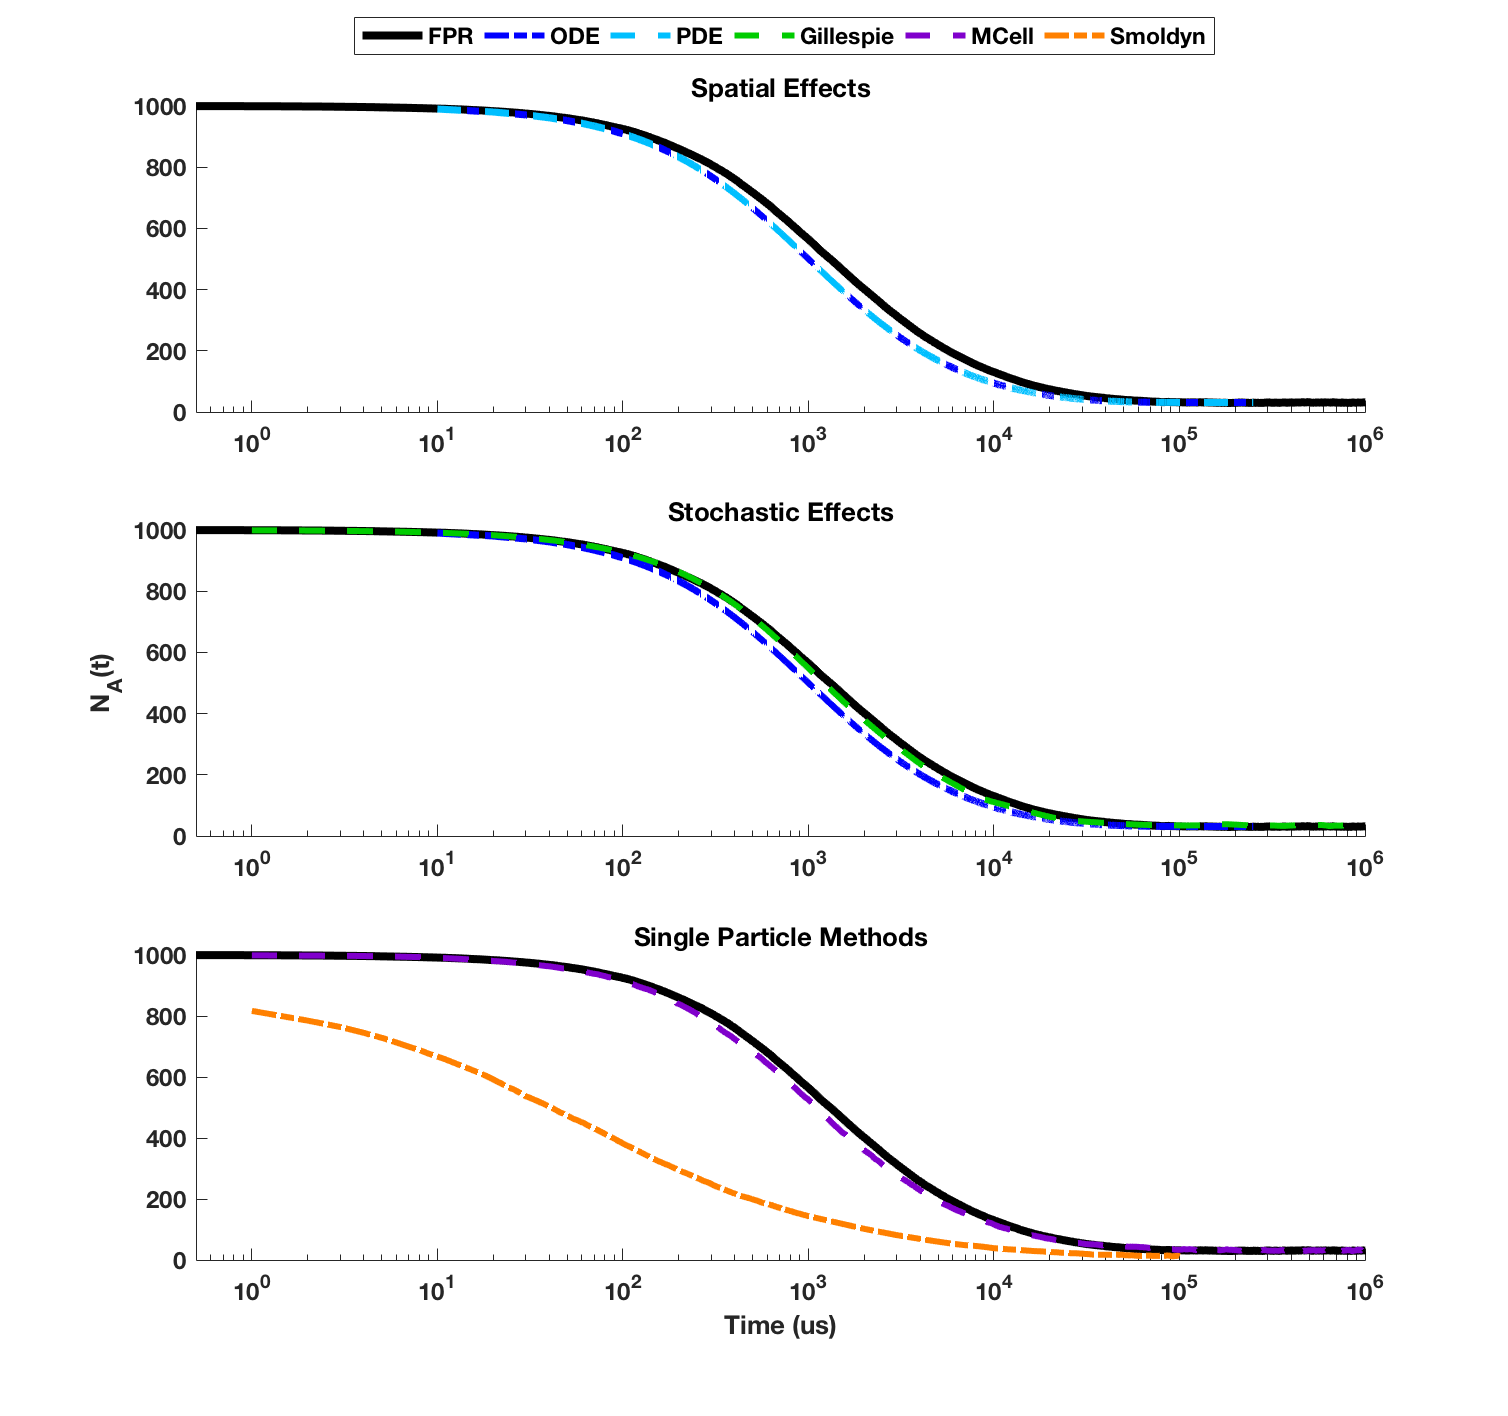 FPR ODE PDE Gillespie MCell Smoldyn
Spatial Effects
1000
800
600
400
200
0
10^0 10^1 10^2 10^3 10^4 10^5 10^6
Stochastic Effects
N_A(t)
1000
800
600
400
200
0
10^0 10^1 10^2 10^3 10^4 10^5 10^6
Single Particle Methods
1000
800
600
400
200
0
10^0 10^1 10^2 10^3 10^4 10^5 10^6
Time (us)